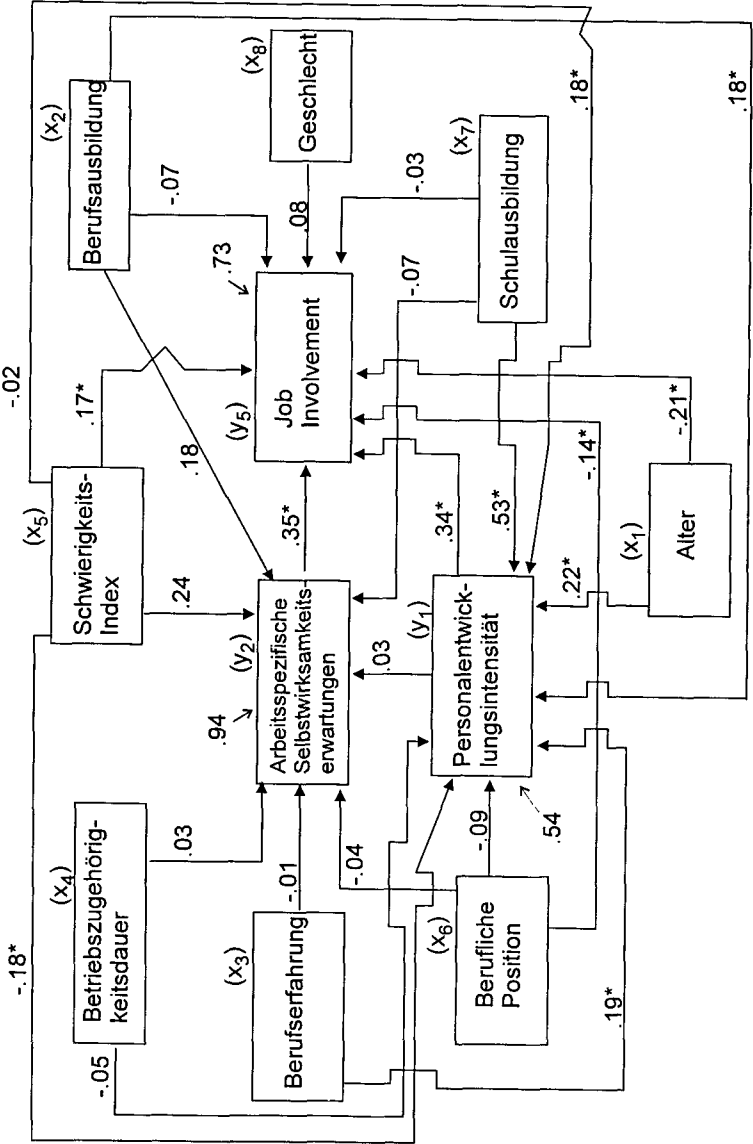 -.18*
-.02
(x5)
(x2)
(x4)
Betriebszugehörig-
keitsdauer
Schwierigkeits-
Index
Berufsausbildung
-.05
.03
.24
.17*
-.07
.18
.94
(y2)
(y5)
.73
(x8)
(x3)
Berufserfahrung
-.01
Arbeitsspezifische
Selbstwirksamkeits-
erwartungen
.35*
Job
Involvement
.08
Geschlecht
-.04
.03
-.07
-.03
(x6)
Berufliche
Position
-.09
(y1)
Personalentwick-
lungsintensität
.34*
.53*
(x7)
Schulausbildung
.54
.22*
-.14*
.18*
.19*
(x1)
Alter
-.21*
.18*